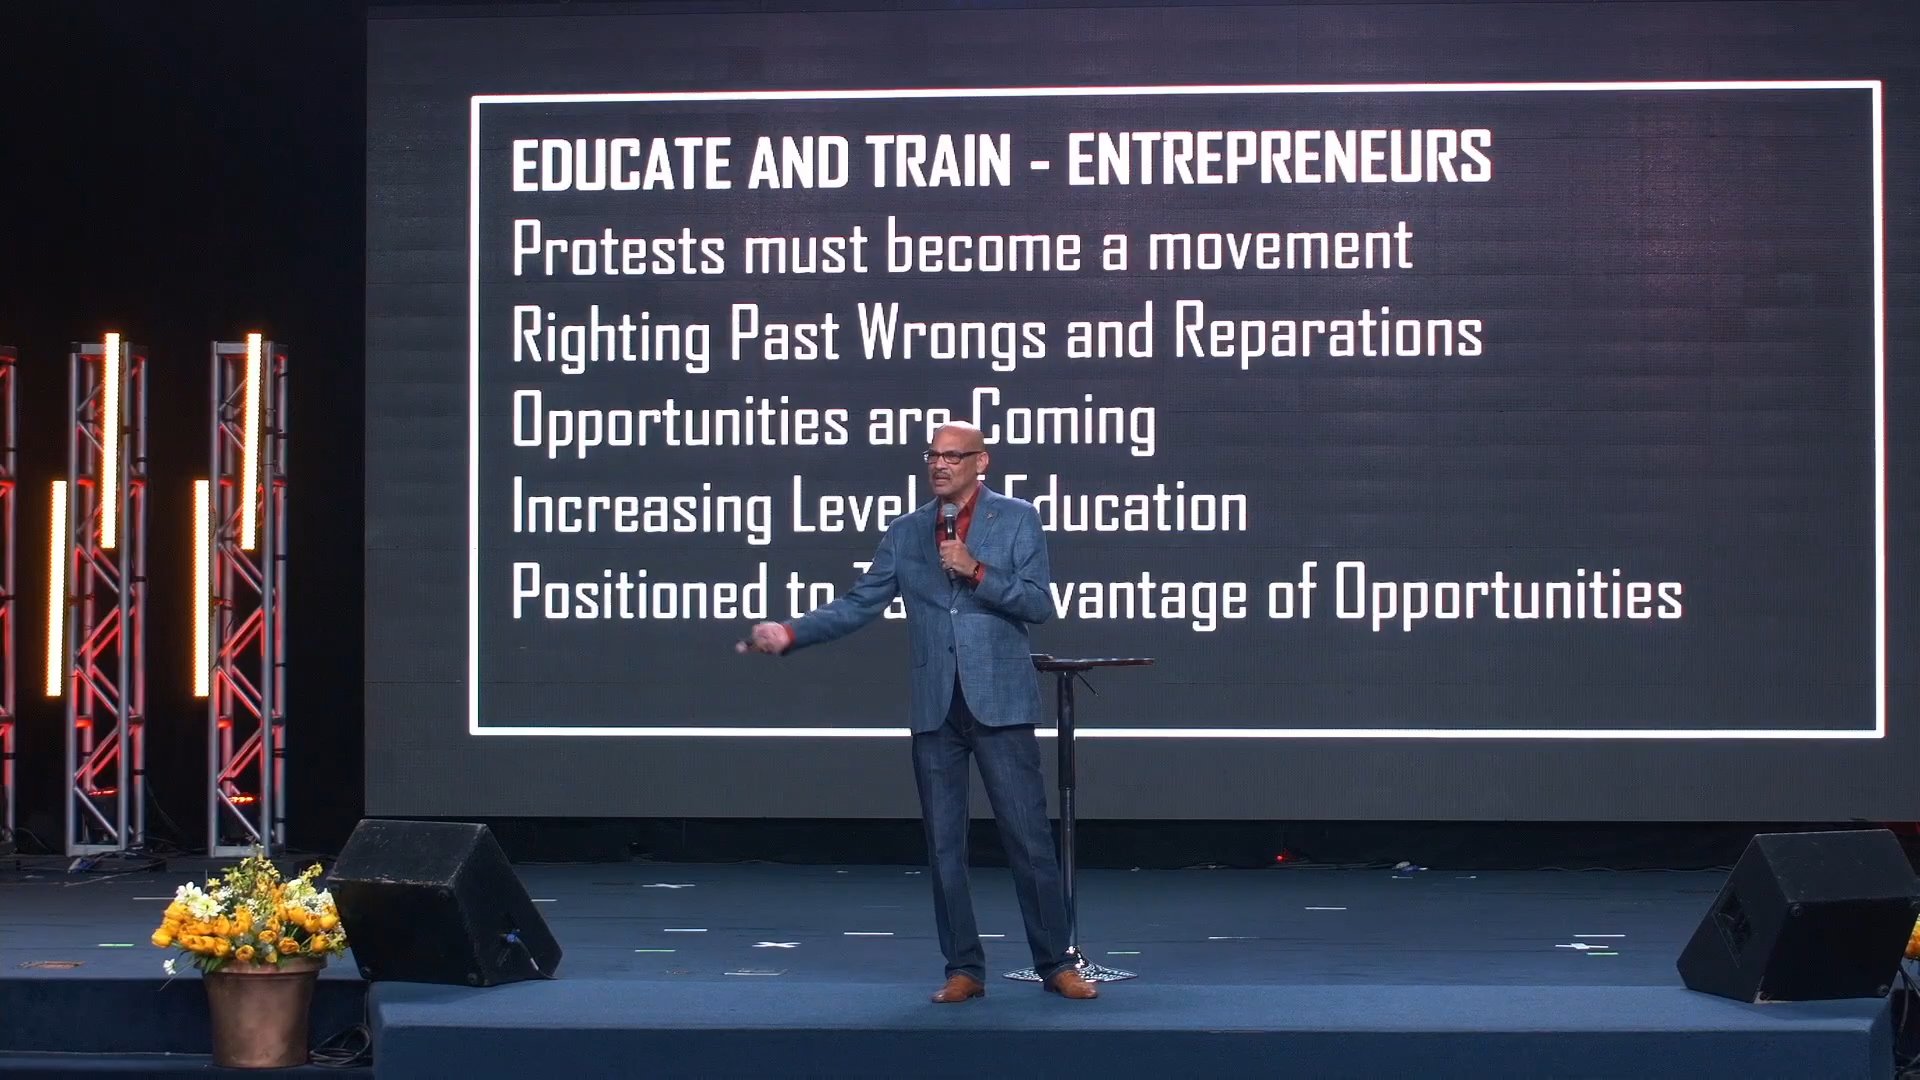 EDUCATE AND TRAIN - ENTREPRENEURS
Protests must become a movement
Righting Past Wrongs and Reparations
Opportunities are Coming
Increasing Level Education
Positioned to vantage of Opportunities